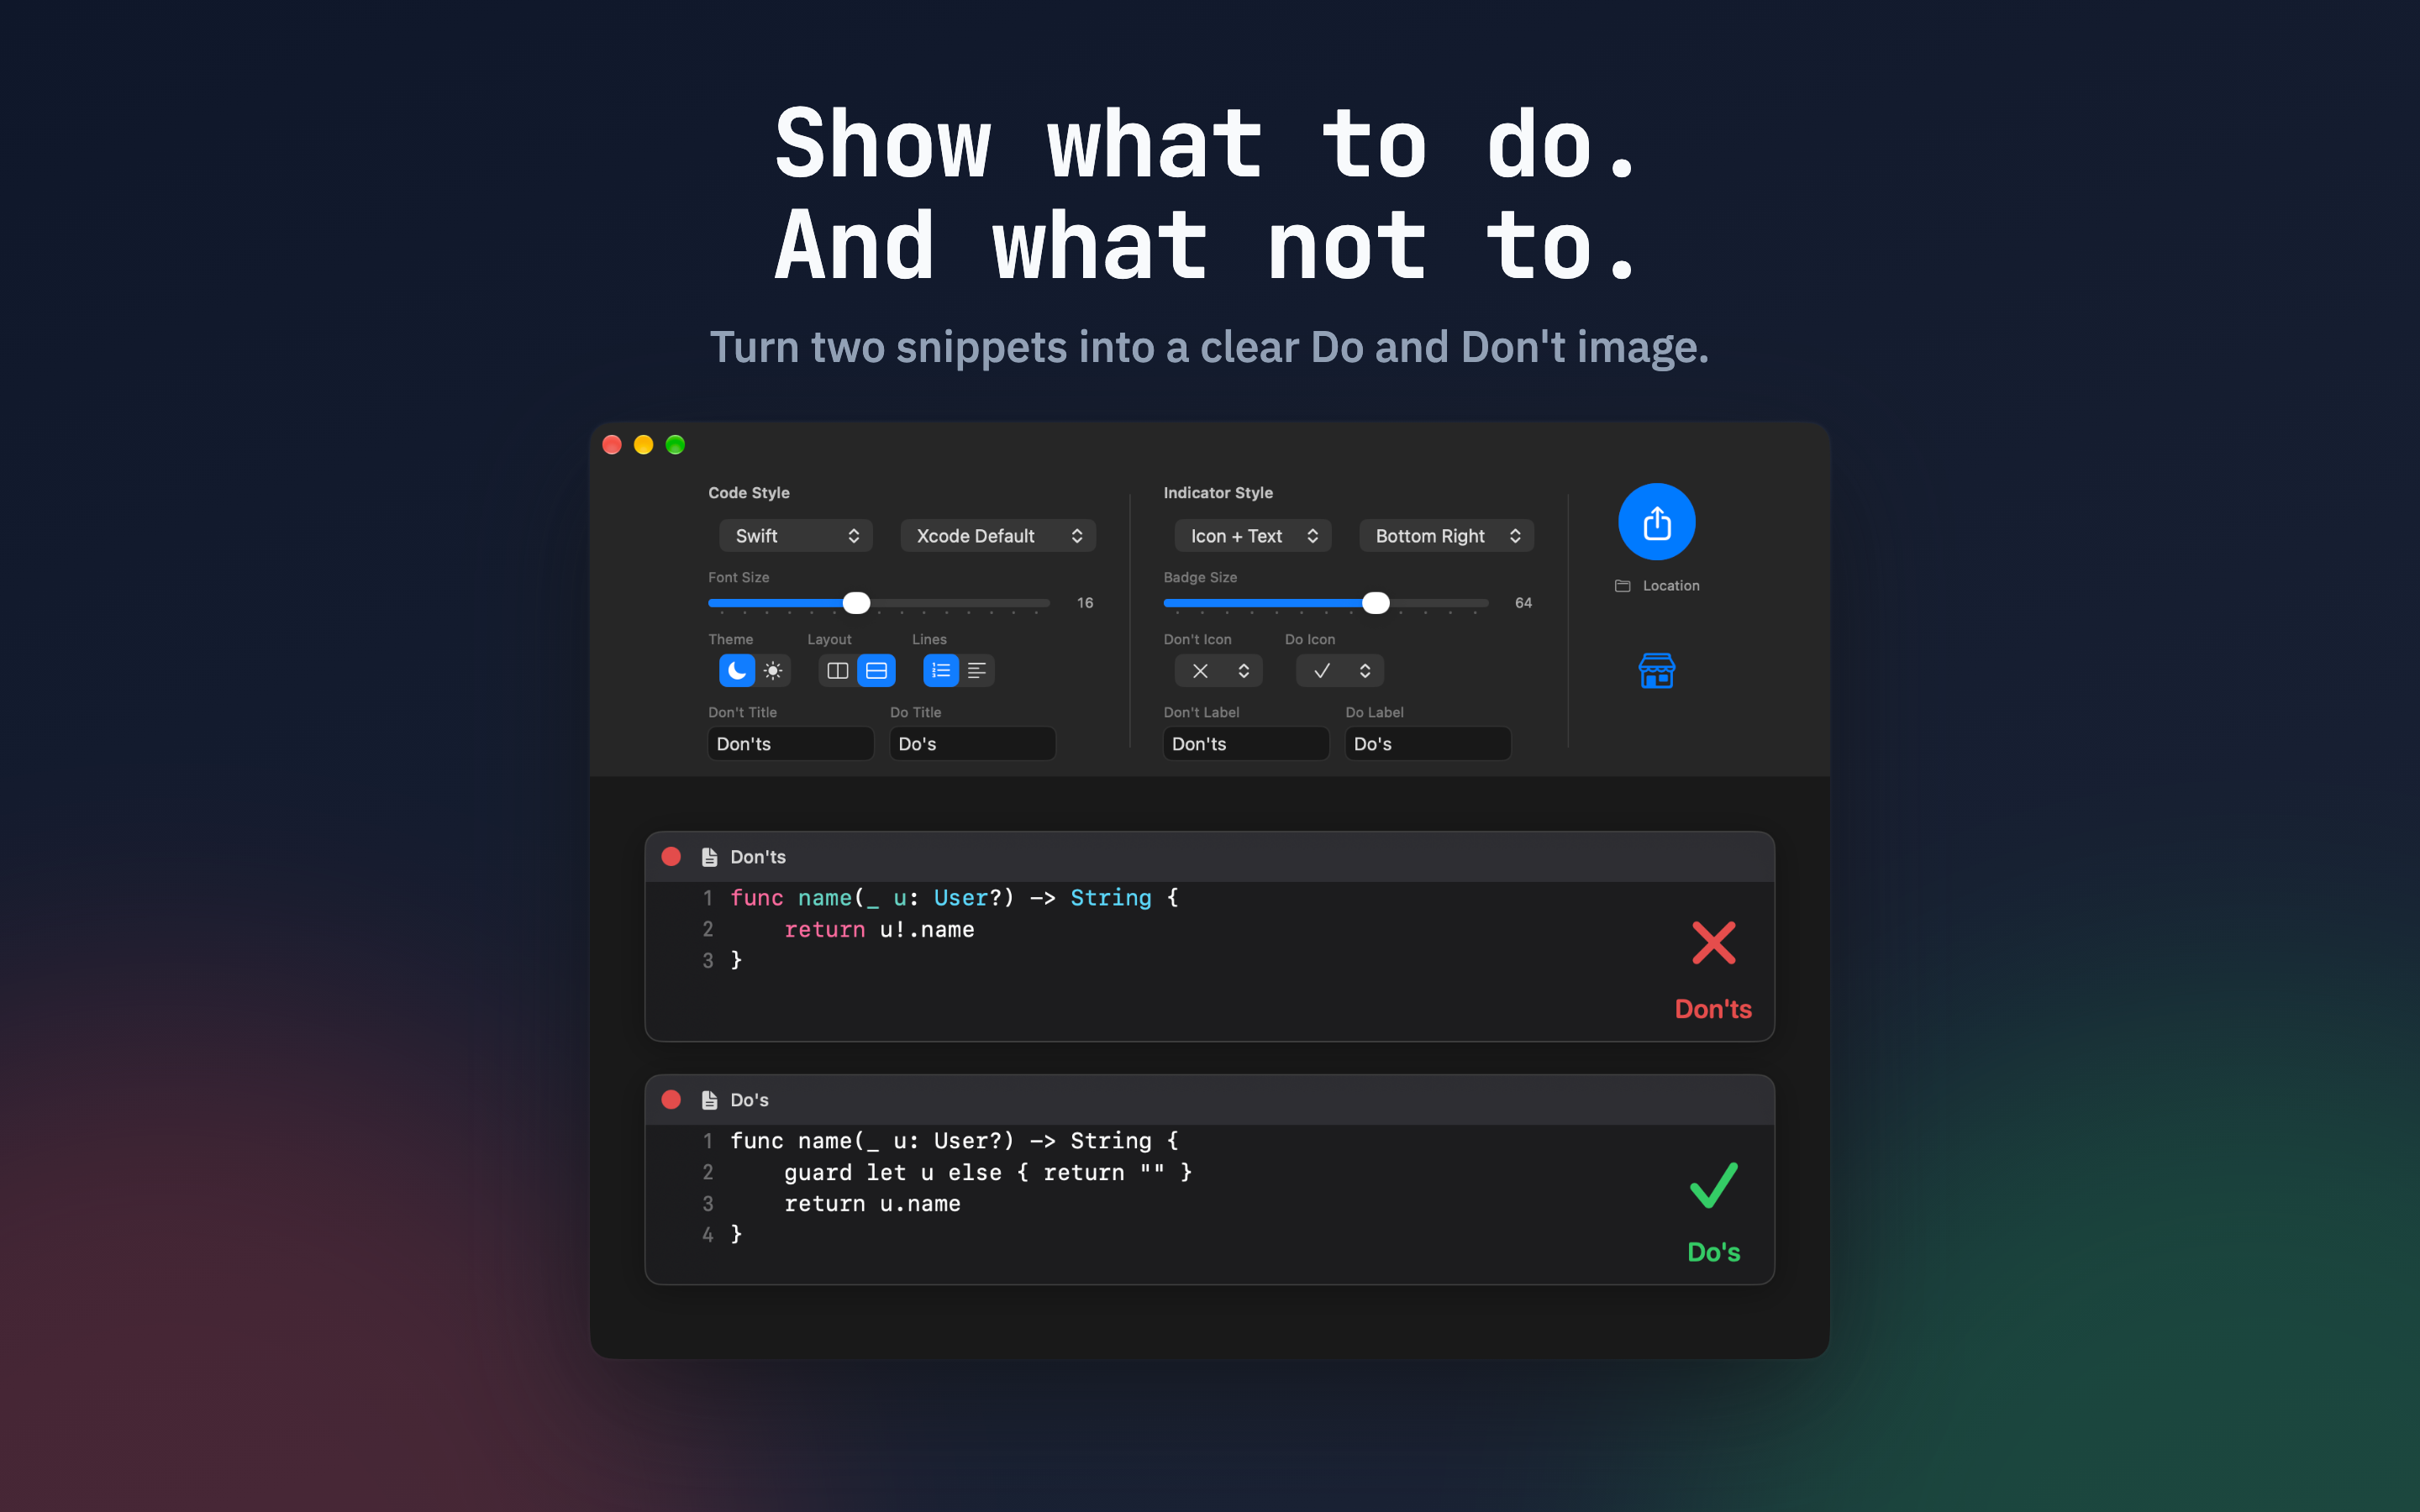 Show what to do.
And what not to.
Turn two snippets into a clear Do and Don't image.
Code Style
Swift
Xcode Default
Font Size
16
Theme
Layout
Lines
Don't Title
Do Title
Don'ts
Do's
Indicator Style
Icon + Text
Bottom Right
Badge Size
64
Don't Icon
Do Icon
Don't Label
Do Label
Don'ts
Do's
Location
Don'ts
1 func name(_ u: User?) -> String {
2     return u!.name
3 }
Don'ts
Do's
1 func name(_ u: User?) -> String {
2     guard let u else { return "" }
3     return u.name
4 }
Do's